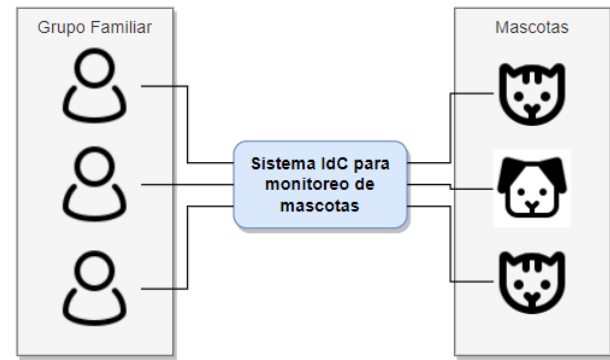 Grupo Familiar
Mascotas
Sistema IdC para
monitoreo de
mascotas